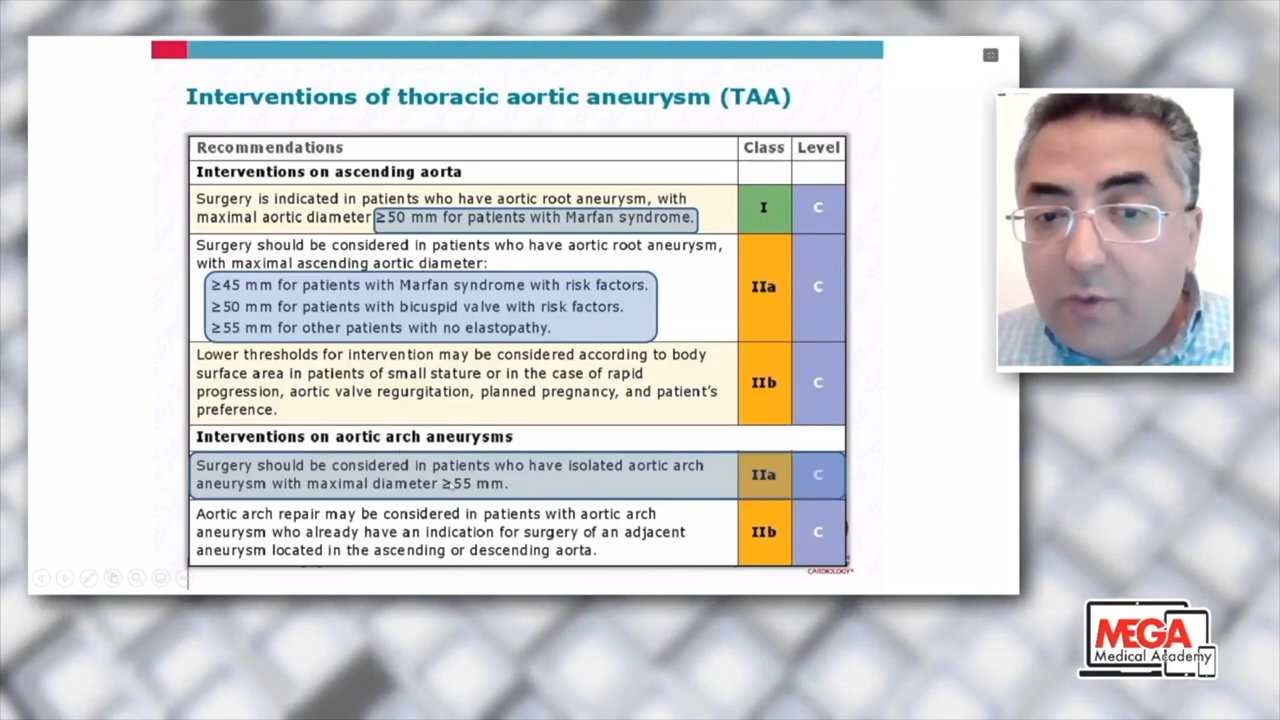 Interventions of thoracic aortic aneurysm (TAA)
Recommendations Class Level
Interventions on ascending aorta
Surgery is indicated in patients who have aortic root aneurysm, with
maximal aortic diameter ≥50 mm for patients with Marfan syndrome.
I C
Surgery should be considered in patients who have aortic root aneurysm,
with maximal ascending aortic diameter:
≥45 mm for patients with Marfan syndrome with risk factors.
≥50 mm for patients with bicuspid valve with risk factors.
≥55 mm for other patients with no elastopathy.
IIa C
Lower thresholds for intervention may be considered according to body
surface area in patients of small stature or in the case of rapid
progression, aortic valve regurgitation, planned pregnancy, and patient's
preference.
IIb C
Interventions on aortic arch aneurysms
Surgery should be considered in patients who have isolated aortic arch
aneurysm with maximal diameter ≥55 mm.
IIa C
Aortic arch repair may be considered in patients with aortic arch
aneurysm who already have an indication for surgery of an adjacent
aneurysm located in the ascending or descending aorta.
IIb C
CARDIOLOGY®
MEGA
Medical Academy